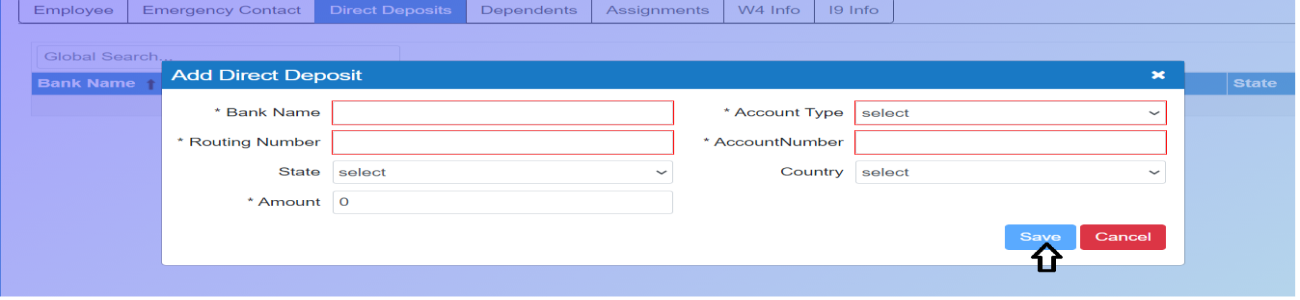 Employee Emergency Contact Direct Deposits Dependents Assignments W4 Info I9 Info
Global Search...
Bank Name State
Add Direct Deposit
* Bank Name * Account Type select
* Routing Number * AccountNumber
State select Country select
* Amount 0
Save Cancel